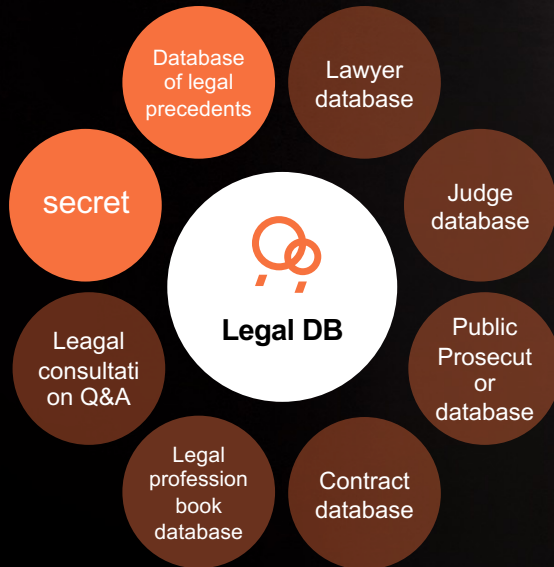 Database
of legal
precedents
Lawyer
database
secret
Judge
database
Legal DB
Leagal
consultati
on Q&A
Public
Prosecut
or
database
Legal
profession
book
database
Contract
database